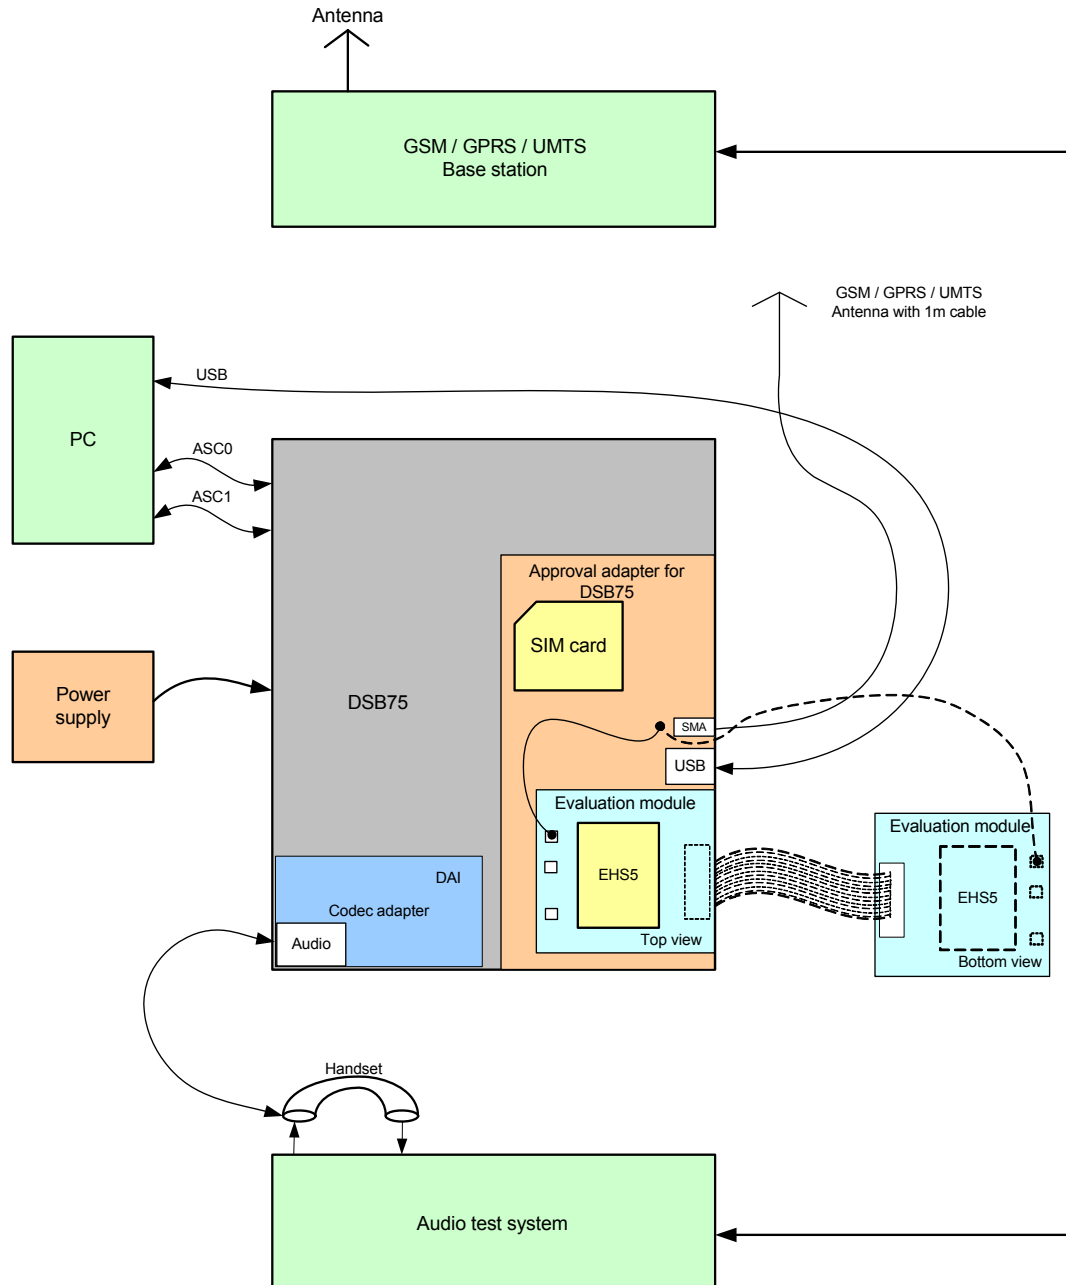 Antenna
GSM / GPRS / UMTS
Base station
GSM / GPRS / UMTS
Antenna with 1m cable
USB
PC
ASC0
ASC1
Approval adapter for
DSB75
SIM card
Power
supply
DSB75
SMA
USB
Evaluation module
EHS5
Top view
Evaluation module
EHS5
Bottom view
DAI
Codec adapter
Audio
Handset
Audio test system